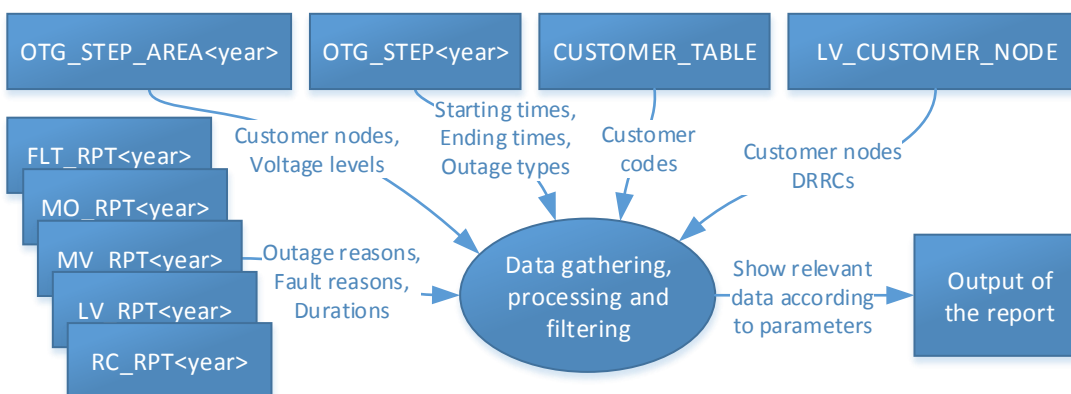 OTG_STEP_AREA<year>
OTG_STEP<year>
CUSTOMER_TABLE
LV_CUSTOMER_NODE
Customer nodes,
Voltage levels
Starting times,
Ending times,
Outage types
Customer
codes
Customer nodes
DRRCs
FLT_RPT<year>
MO_RPT<year>
MV_RPT<year>
LV_RPT<year>
RC_RPT<year>
Outage reasons,
Fault reasons,
Durations
Data gathering,
processing and
filtering
Show relevant
data according
to parameters
Output of
the report